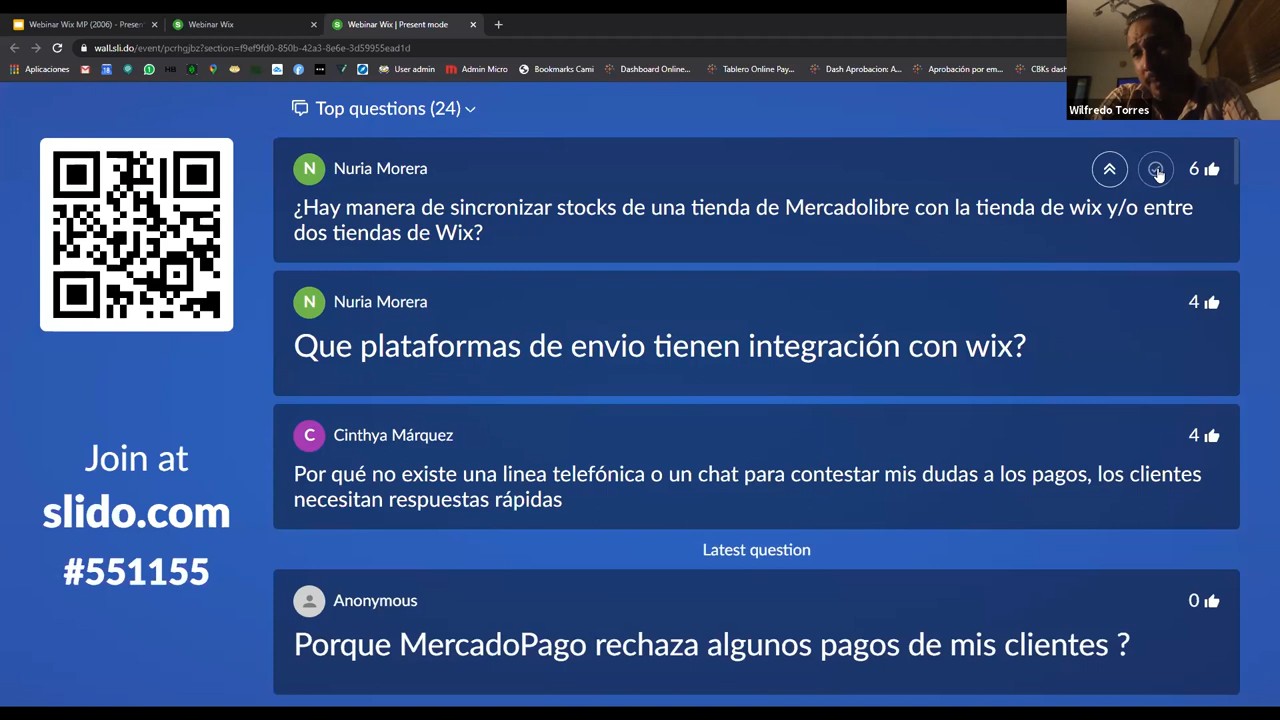 Webinar Wix MP (2006) - Presen
Webinar Wix
Webinar Wix | Present mode
wall.sli.do/event/pcrhgjbz?section=f9ef9fd0-850b-42a3-8e6e-3d59955ead1d
Aplicaciones
HB
User admin
Admin Micro
Bookmarks Cami
Dashboard Online...
Tablero Online Pay...
Dash Aprobacion: A...
Aprobación por em...
CBKs dash
Wilfredo Torres
Top questions (24)
N
Nuria Morera
6
¿Hay manera de sincronizar stocks de una tienda de Mercadolibre con la tienda de wix y/o entre
dos tiendas de Wix?
N
Nuria Morera
4
Que plataformas de envio tienen integración con wix?
C
Cinthya Márquez
4
Por qué no existe una linea telefónica o un chat para contestar mis dudas a los pagos, los clientes
necesitan respuestas rápidas
Join at
slido.com
#551155
Latest question
Anonymous
0
Porque MercadoPago rechaza algunos pagos de mis clientes ?